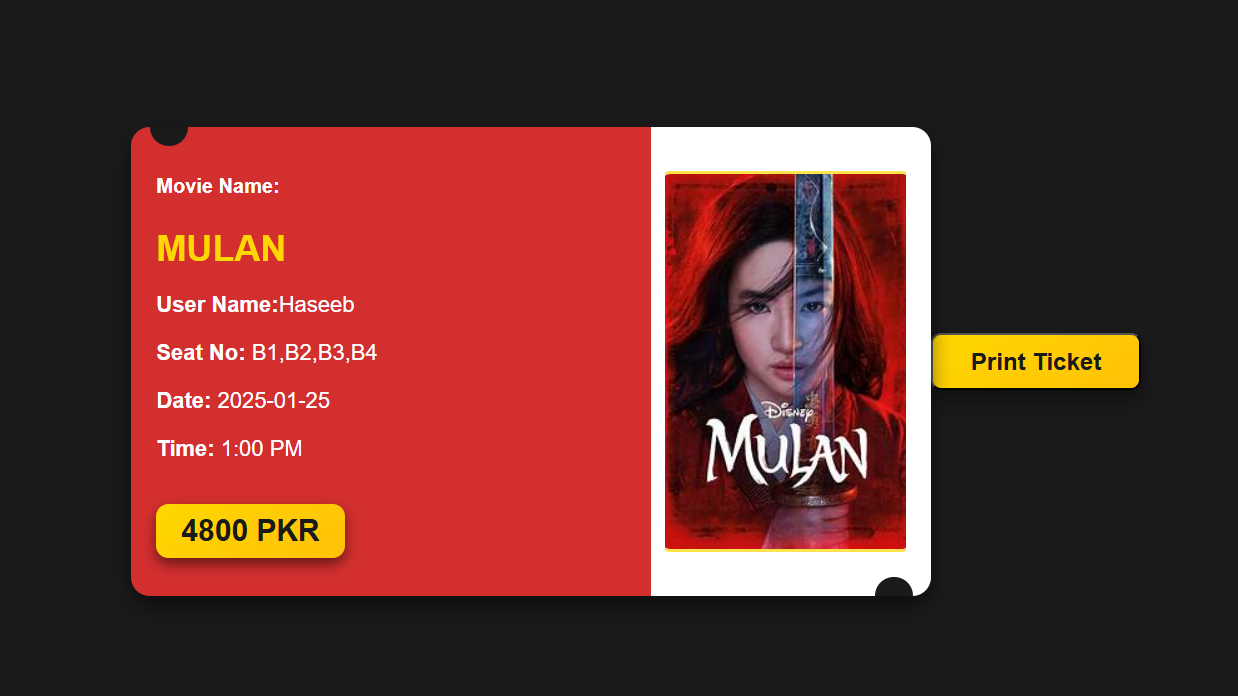 Movie Name:
MULAN
User Name:Haseeb
Seat No: B1,B2,B3,B4
Date: 2025-01-25
Time: 1:00 PM
4800 PKR
Disney
MULAN
Print Ticket